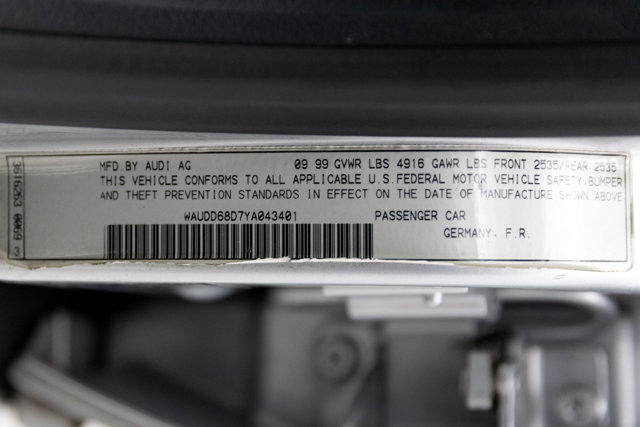 MFD.BY AUDI AG 09 99 GVWR LBS 4916 GAWR LBS FRONT 2535/REAR 2535
THIS VEHICLE CONFORMS TO ALL APPLICABLE U.S.FEDERAL MOTOR VEHICLE SAFETY,BUMPER
AND THEFT PREVENTION STANDARDS IN EFFECT ON THE DATE OF MANUFACTURE SHOWN ABOVE
WAUDD68D7YA043401 PASSENGER CAR
GERMANY, F.R.